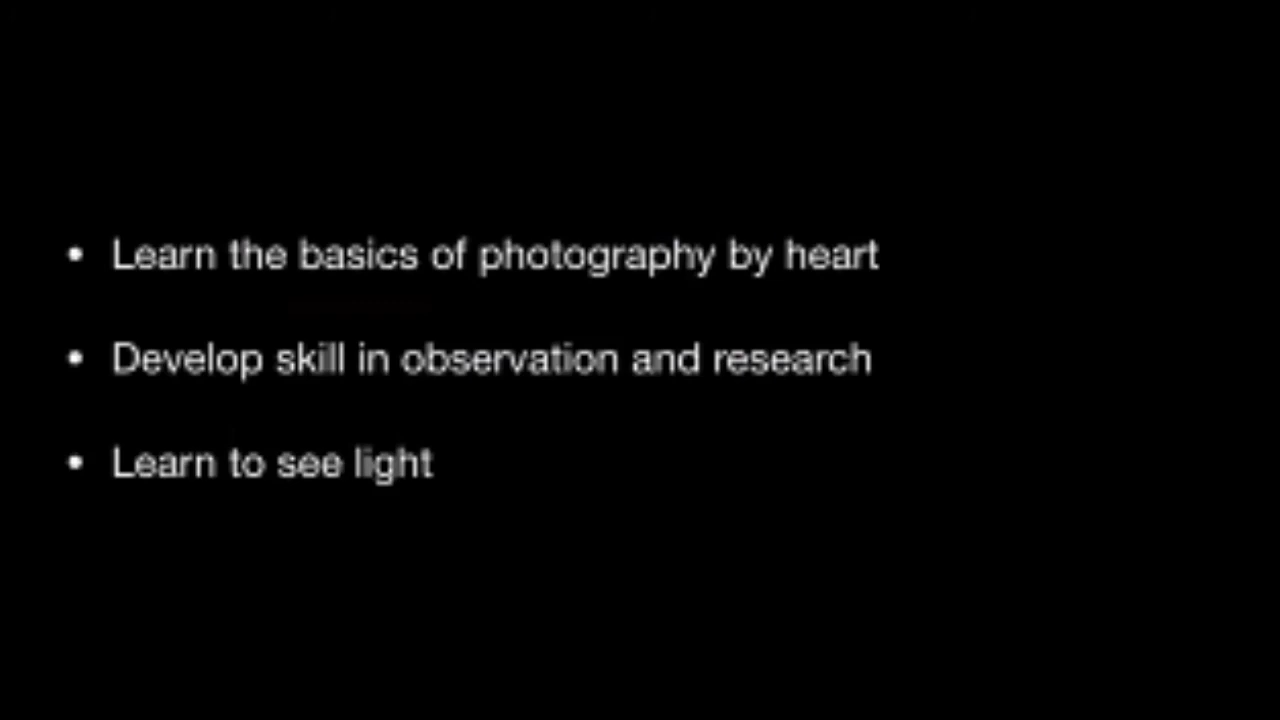 • Learn the basics of photography by heart
• Develop skill in observation and research
• Learn to see light